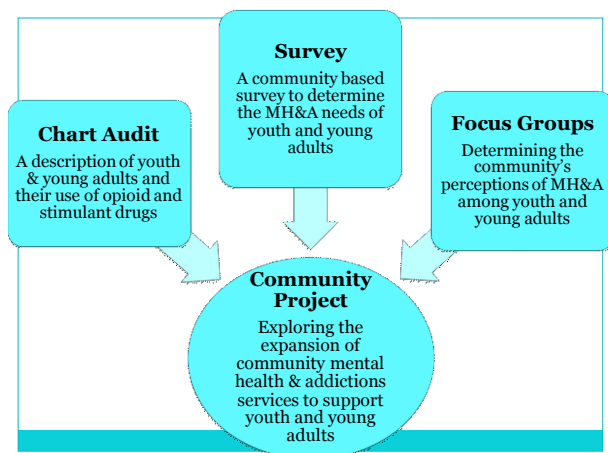 Survey
A community based
survey to determine
the MH&A needs of
youth and young
adults
Chart Audit
A description of youth
& young adults and
their use of opioid and
stimulant drugs
Focus Groups
Determining the
community's
perceptions of MH&A
among youth and
young adults
Community
Project
Exploring the
expansion of
community mental
health & addictions
services to support
youth and young
adults